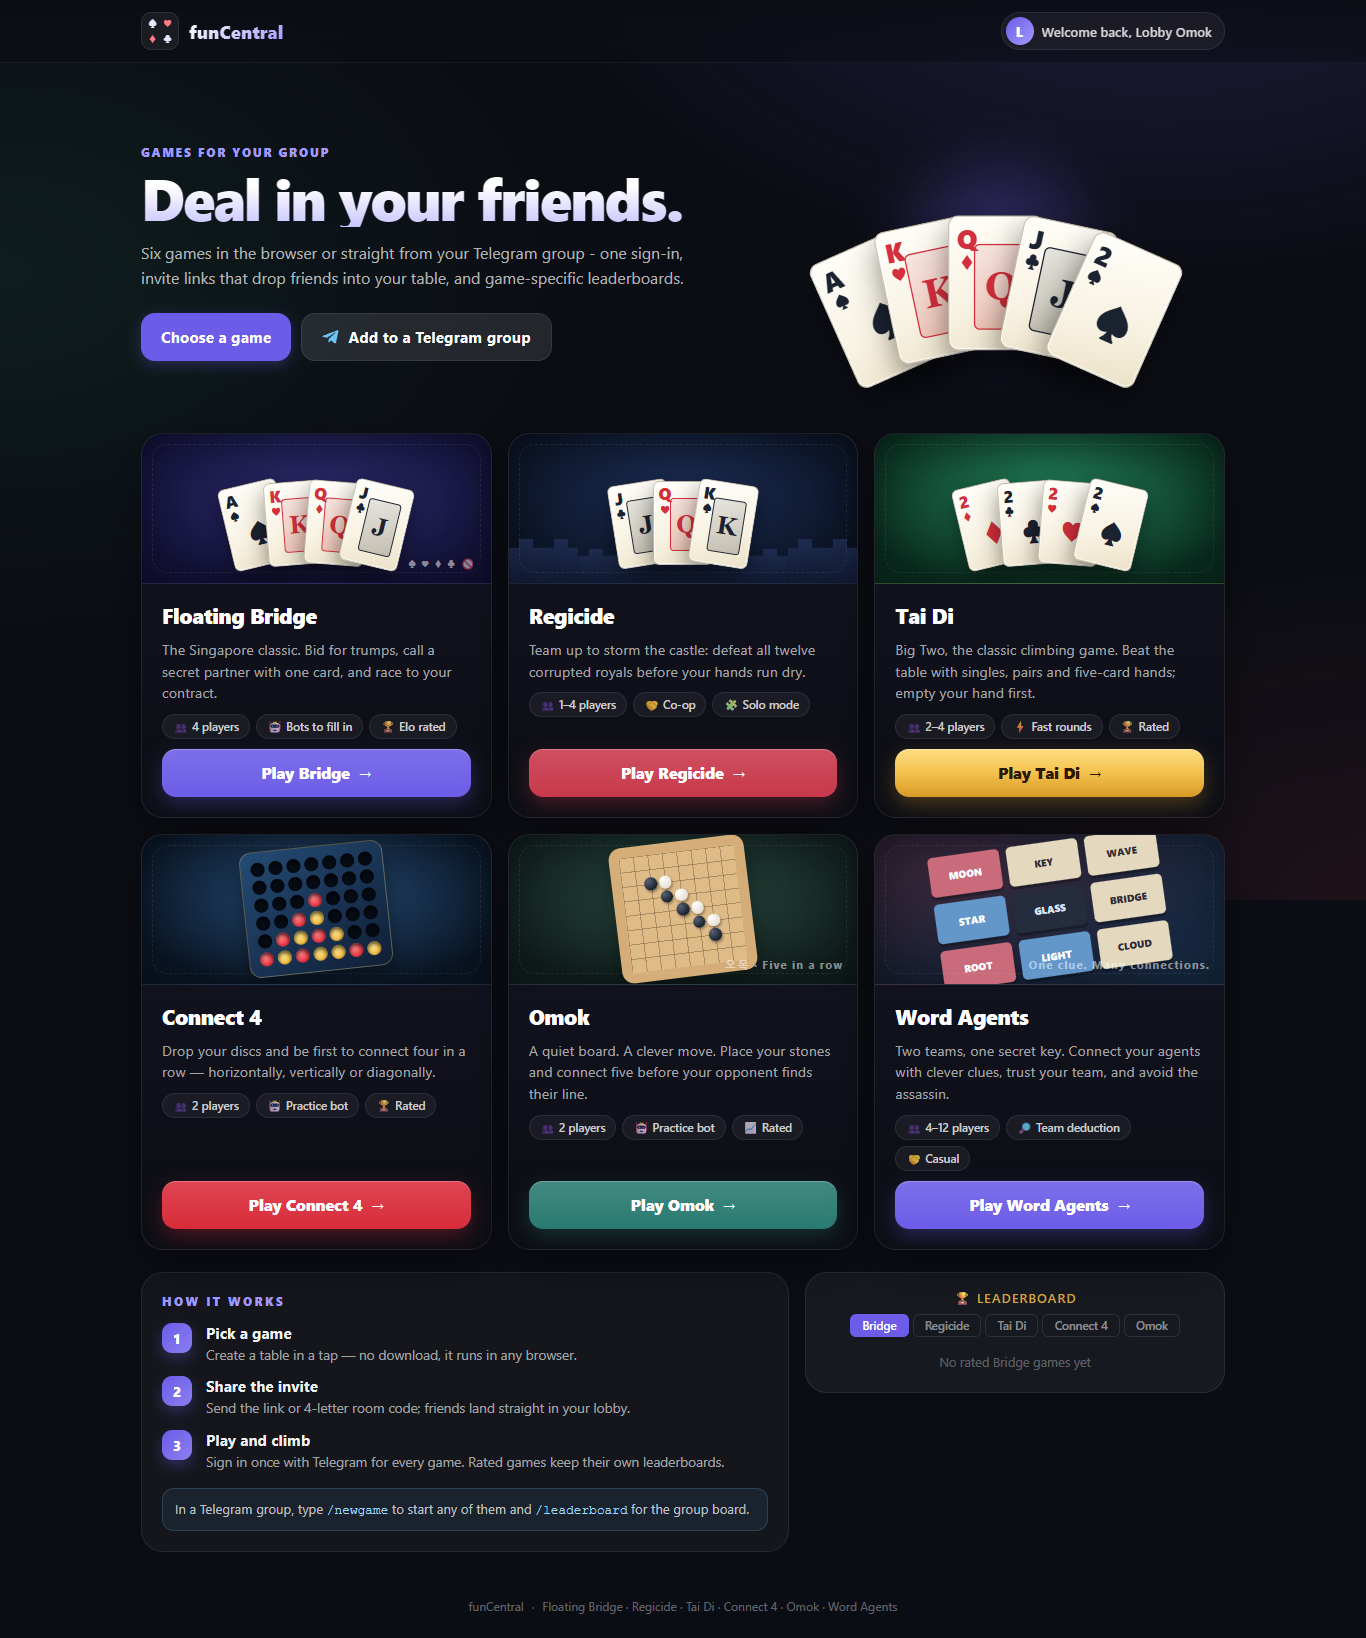 funCentral
L Welcome back, Lobby Omok
GAMES FOR YOUR GROUP
Deal in your friends.
Six games in the browser or straight from your Telegram group - one sign-in,
invite links that drop friends into your table, and game-specific leaderboards.
Choose a game
Add to a Telegram group
A K Q J 2
K Q J
A K Q J
K Q J
Floating Bridge
The Singapore classic. Bid for trumps, call a
secret partner with one card, and race to your
contract.
4 players
Bots to fill in
Elo rated
Play Bridge →
J Q K
J Q K
Regicide
Team up to storm the castle: defeat all twelve
corrupted royals before your hands run dry.
1–4 players
Co-op
Solo mode
Play Regicide →
2 2 2 2
Tai Di
Big Two, the classic climbing game. Beat the
table with singles, pairs and five-card hands;
empty your hand first.
2–4 players
Fast rounds
Rated
Play Tai Di →
Connect 4
Drop your discs and be first to connect four in a
row — horizontally, vertically or diagonally.
2 players
Practice bot
Rated
Play Connect 4 →
오목 · Five in a row
Omok
A quiet board. A clever move. Place your stones
and connect five before your opponent finds
their line.
2 players
Practice bot
Rated
Play Omok →
MOON KEY WAVE
STAR GLASS BRIDGE
ROOT LIGHT CLOUD
One clue. Many connections.
Word Agents
Two teams, one secret key. Connect your agents
with clever clues, trust your team, and avoid the
assassin.
4–12 players
Team deduction
Casual
Play Word Agents →
HOW IT WORKS
1 Pick a game
Create a table in a tap — no download, it runs in any browser.
2 Share the invite
Send the link or 4-letter room code; friends land straight in your lobby.
3 Play and climb
Sign in once with Telegram for every game. Rated games keep their own leaderboards.
In a Telegram group, type /newgame to start any of them and /leaderboard for the group board.
LEADERBOARD
Bridge Regicide Tai Di Connect 4 Omok
No rated Bridge games yet
funCentral · Floating Bridge · Regicide · Tai Di · Connect 4 · Omok · Word Agents